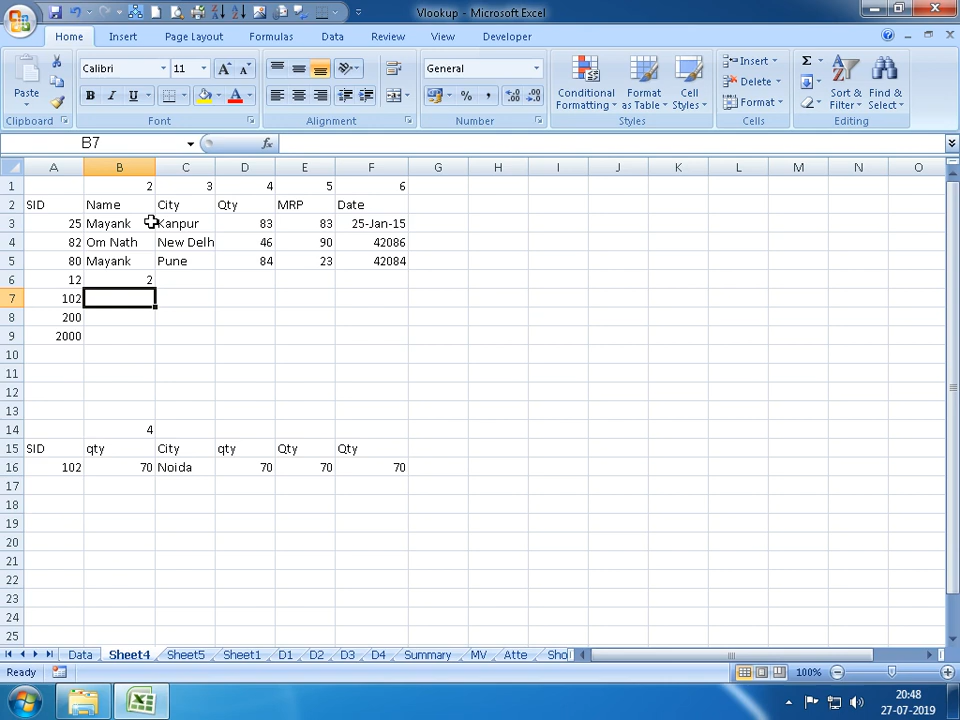 Vlookup - Microsoft Excel
Home Insert Page Layout Formulas Data Review View Developer
Paste
Calibri 11
B I U
General
Conditional Formatting
Format as Table
Cell Styles
Insert
Delete
Format
Sort & Filter
Find & Select
Clipboard Font Alignment Number Styles Cells Editing
B7 fx
A B C D E F G H I J K L M N O
1 2 3 4 5 6
2 SID Name City Qty MRP Date
3 25 Mayank Kanpur 83 83 25-Jan-15
4 82 Om Nath New Delh 46 90 42086
5 80 Mayank Pune 84 23 42084
6 12 2
7 102
8 200
9 2000
10
11
12
13
14 4
15 SID qty City qty Qty Qty
16 102 70 Noida 70 70 70
17
18
19
20
21
22
23
24
25
Data Sheet4 Sheet5 Sheet1 D1 D2 D3 D4 Summary MV Atte Sho
Ready 100%
20:48
27-07-2019